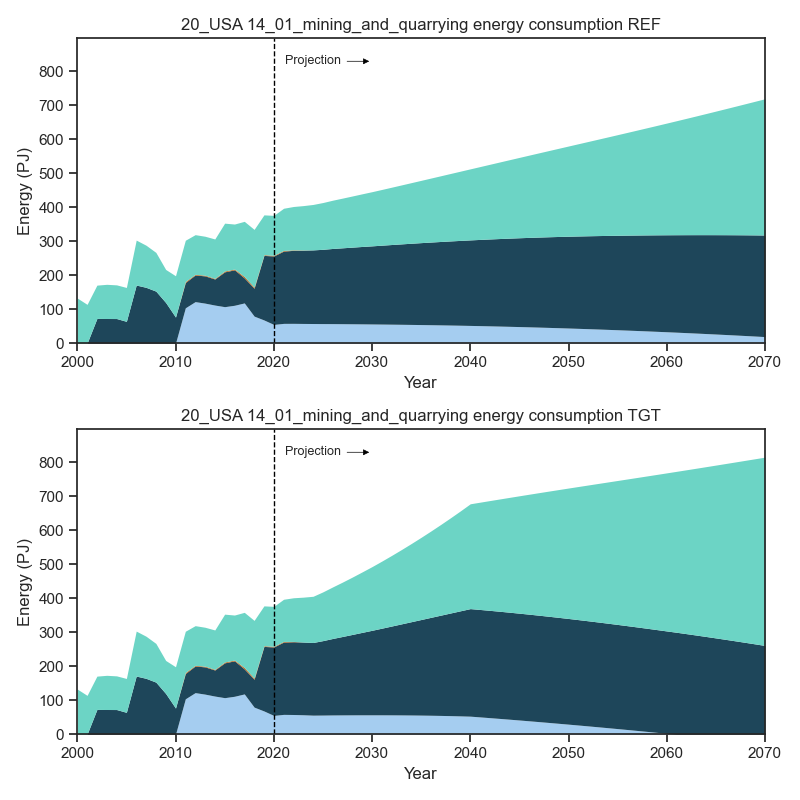 20_USA 14_01_mining_and_quarrying energy consumption REF
Projection
Energy (PJ)
800
700
600
500
400
300
200
100
0
2000 2010 2020 2030 2040 2050 2060 2070
Year
20_USA 14_01_mining_and_quarrying energy consumption TGT
Projection
Energy (PJ)
800
700
600
500
400
300
200
100
0
2000 2010 2020 2030 2040 2050 2060 2070
Year